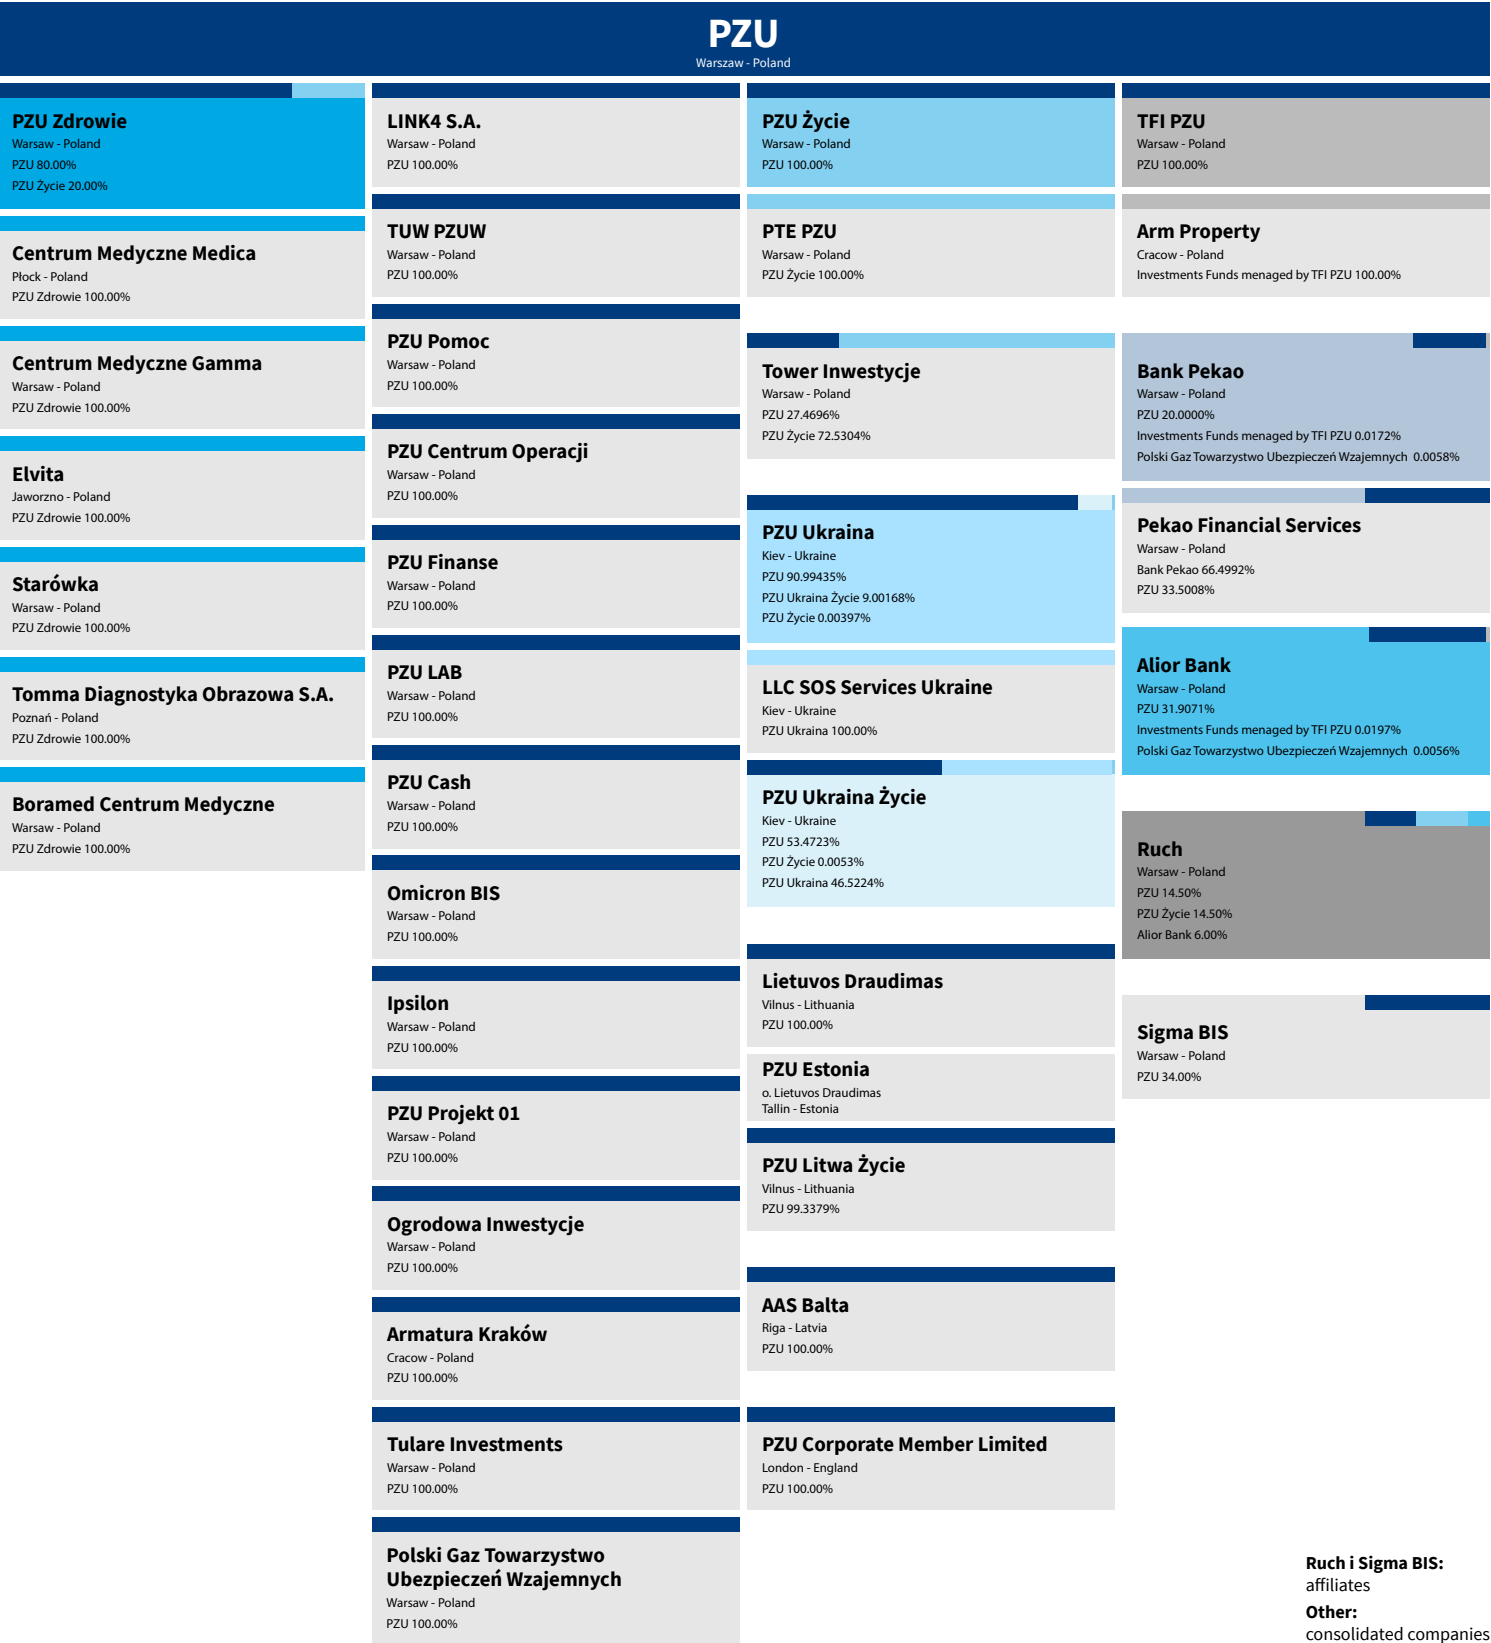 PZU
Warszaw - Poland
PZU Zdrowie
Warsaw - Poland
PZU 80.00%
PZU Życie 20.00%
Centrum Medyczne Medica
Płock - Poland
PZU Zdrowie 100.00%
Centrum Medyczne Gamma
Warsaw - Poland
PZU Zdrowie 100.00%
Elvita
Jaworzno - Poland
PZU Zdrowie 100.00%
Starówka
Warsaw - Poland
PZU Zdrowie 100.00%
Tomma Diagnostyka Obrazowa S.A.
Poznań - Poland
PZU Zdrowie 100.00%
Boramed Centrum Medyczne
Warsaw - Poland
PZU Zdrowie 100.00%
LINK4 S.A.
Warsaw - Poland
PZU 100.00%
TUW PZUW
Warsaw - Poland
PZU 100.00%
PZU Pomoc
Warsaw - Poland
PZU 100.00%
PZU Centrum Operacji
Warsaw - Poland
PZU 100.00%
PZU Finanse
Warsaw - Poland
PZU 100.00%
PZU LAB
Warsaw - Poland
PZU 100.00%
PZU Cash
Warsaw - Poland
PZU 100.00%
Omicron BIS
Warsaw - Poland
PZU 100.00%
Ipsilon
Warsaw - Poland
PZU 100.00%
PZU Projekt 01
Warsaw - Poland
PZU 100.00%
Ogrodowa Inwestycje
Warsaw - Poland
PZU 100.00%
Armatura Kraków
Cracow - Poland
PZU 100.00%
Tulare Investments
Warsaw - Poland
PZU 100.00%
Polski Gaz Towarzystwo
Ubezpieczeń Wzajemnych
Warsaw - Poland
PZU 100.00%
PZU Życie
Warsaw - Poland
PZU 100.00%
PTE PZU
Warsaw - Poland
PZU Życie 100.00%
Tower Inwestycje
Warsaw - Poland
PZU 27.4696%
PZU Życie 72.5304%
PZU Ukraina
Kiev - Ukraine
PZU 90.99435%
PZU Ukraina Życie 9.00168%
PZU Życie 0.00397%
LLC SOS Services Ukraine
Kiev - Ukraine
PZU Ukraina 100.00%
PZU Ukraina Życie
Kiev - Ukraine
PZU 53.4723%
PZU Życie 0.0053%
PZU Ukraina 46.5224%
Lietuvos Draudimas
Vilnus - Lithuania
PZU 100.00%
PZU Estonia
o. Lietuvos Draudimas
Tallin - Estonia
PZU Litwa Życie
Vilnus - Lithuania
PZU 99.3379%
AAS Balta
Riga - Latvia
PZU 100.00%
PZU Corporate Member Limited
London - England
PZU 100.00%
TFI PZU
Warsaw - Poland
PZU 100.00%
Arm Property
Cracow - Poland
Investments Funds menaged by TFI PZU 100.00%
Bank Pekao
Warsaw - Poland
PZU 20.0000%
Investments Funds menaged by TFI PZU 0.0172%
Polski Gaz Towarzystwo Ubezpieczeń Wzajemnych 0.0058%
Pekao Financial Services
Warsaw - Poland
Bank Pekao 66.4992%
PZU 33.5008%
Alior Bank
Warsaw - Poland
PZU 31.9071%
Investments Funds menaged by TFI PZU 0.0197%
Polski Gaz Towarzystwo Ubezpieczeń Wzajemnych 0.0056%
Ruch
Warsaw - Poland
PZU 14.50%
PZU Życie 14.50%
Alior Bank 6.00%
Sigma BIS
Warsaw - Poland
PZU 34.00%
Ruch i Sigma BIS:
affiliates
Other:
consolidated companies